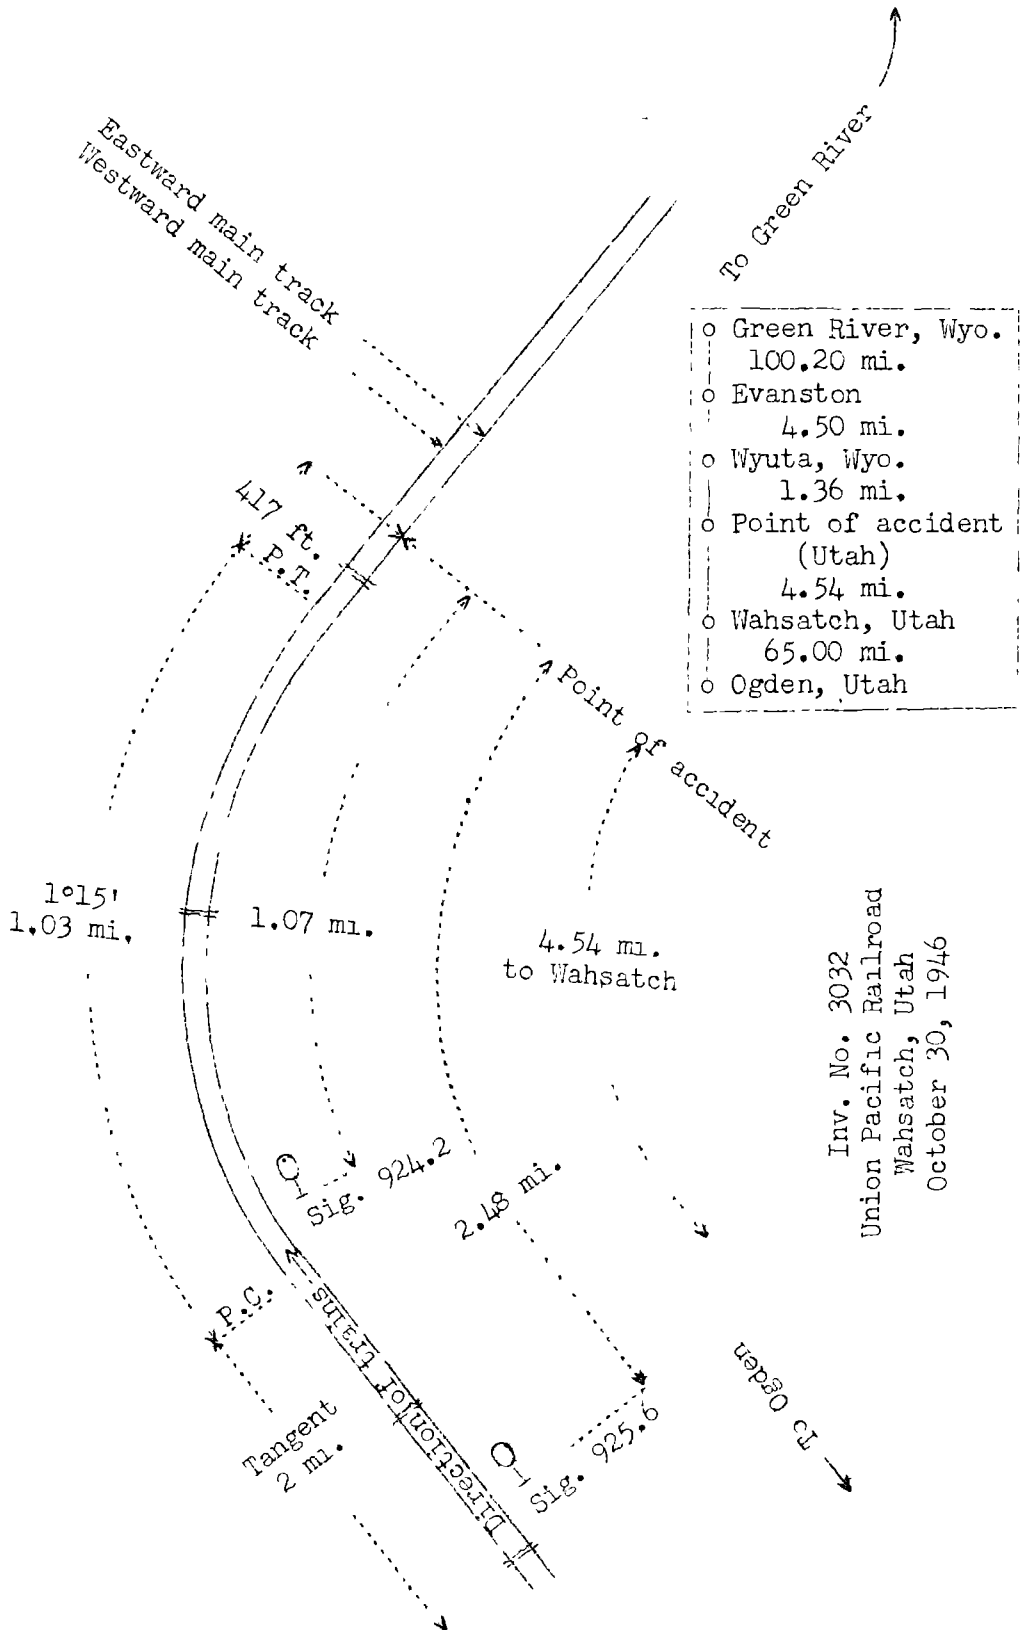 Eastward main track
Westward main track
To Green River
Green River, Wyo.
100.20 mi.
Evanston
4.50 mi.
Wyuta, Wyo.
1.36 mi.
Point of accident
(Utah)
4.54 mi.
Wahsatch, Utah
65.00 mi.
Ogden, Utah
417 ft.
P.T.
Point of accident
1°15'
1.03 mi.
1.07 mi.
4.54 mi.
to Wahsatch
Sig. 924.2
2.48 mi.
P.C.
Direction of trains
Tangent
2 mi.
Sig. 925.6
To Ogden
Inv. No. 3032
Union Pacific Railroad
Wahsatch, Utah
October 30, 1946